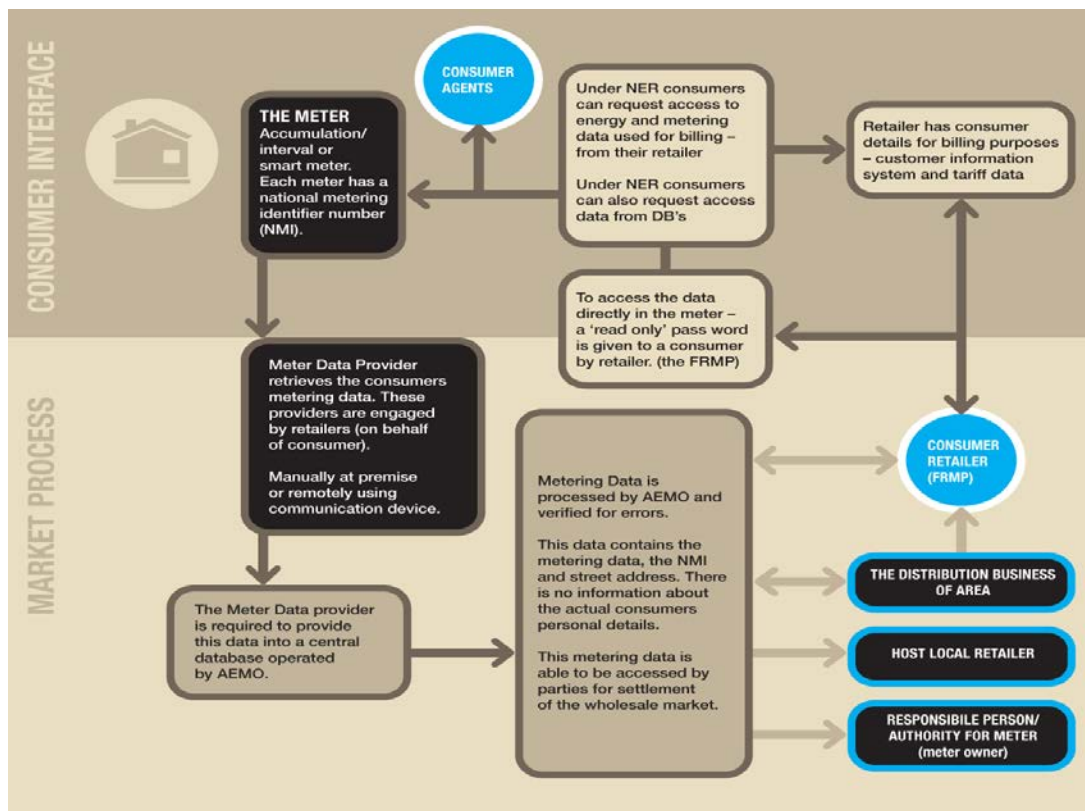 CONSUMER INTERFACE
THE METER
Accumulation/
interval or
smart meter.
Each meter has a
national metering
identifier number
(NMI).
CONSUMER
AGENTS
Under NER consumers
can request access to
energy and metering
data used for billing –
from their retailer
Under NER consumers
can also request access
data from DB's
Retailer has consumer
details for billing purposes
– customer information
system and tariff data
To access the data
directly in the meter –
a ‘read only’ pass word
is given to a consumer
by retailer. (the FRMP)
MARKET PROCESS
Meter Data Provider
retrieves the consumers
metering data. These
providers are engaged
by retailers (on behalf
of consumer).
Manually at premise
or remotely using
communication device.
The Meter Data provider
is required to provide
this data into a central
database operated
by AEMO.
Metering Data is
processed by AEMO and
verified for errors.
This data contains the
metering data, the NMI
and street address. There
is no information about
the actual consumers
personal details.
This metering data is
able to be accessed by
parties for settlement
of the wholesale market.
CONSUMER
RETAILER
(FRMP)
THE DISTRIBUTION BUSINESS
OF AREA
HOST LOCAL RETAILER
RESPONSIBILE PERSON/
AUTHORITY FOR METER
(meter owner)